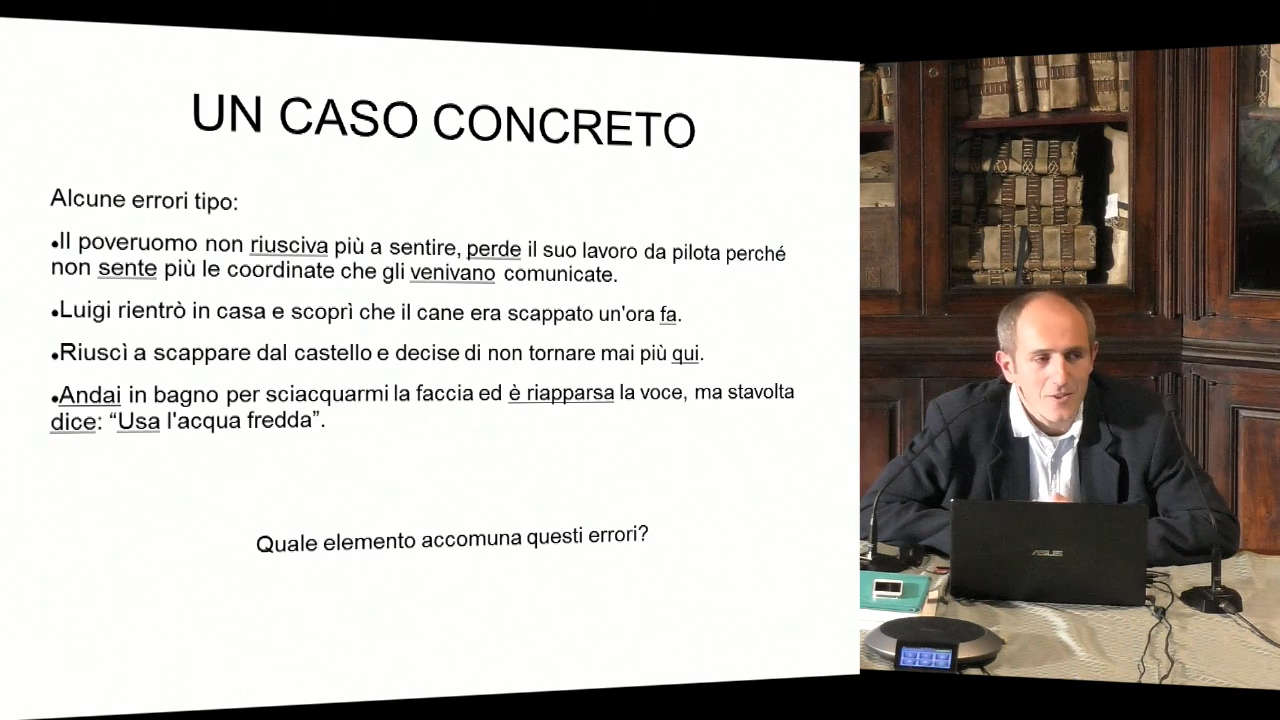 UN CASO CONCRETO
Alcune errori tipo:
•Il poveruomo non riusciva più a sentire, perde il suo lavoro da pilota perché
non sente più le coordinate che gli venivano comunicate.
•Luigi rientrò in casa e scoprì che il cane era scappato un'ora fa.
•Riuscì a scappare dal castello e decise di non tornare mai più qui.
•Andai in bagno per sciacquarmi la faccia ed è riapparsa la voce, ma stavolta
dice: “Usa l'acqua fredda”.
Quale elemento accomuna questi errori?
ASUS